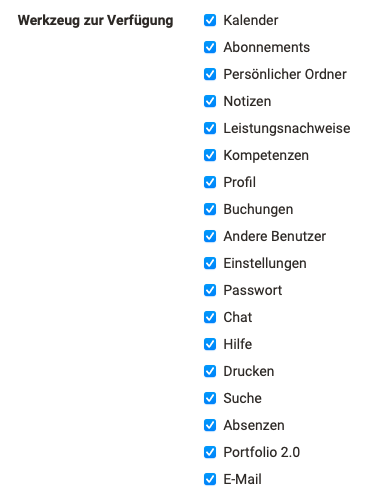 Werkzeug zur Verfügung
Kalender
Abonnements
Persönlicher Ordner
Notizen
Leistungsnachweise
Kompetenzen
Profil
Buchungen
Andere Benutzer
Einstellungen
Passwort
Chat
Hilfe
Drucken
Suche
Absenzen
Portfolio 2.0
E-Mail